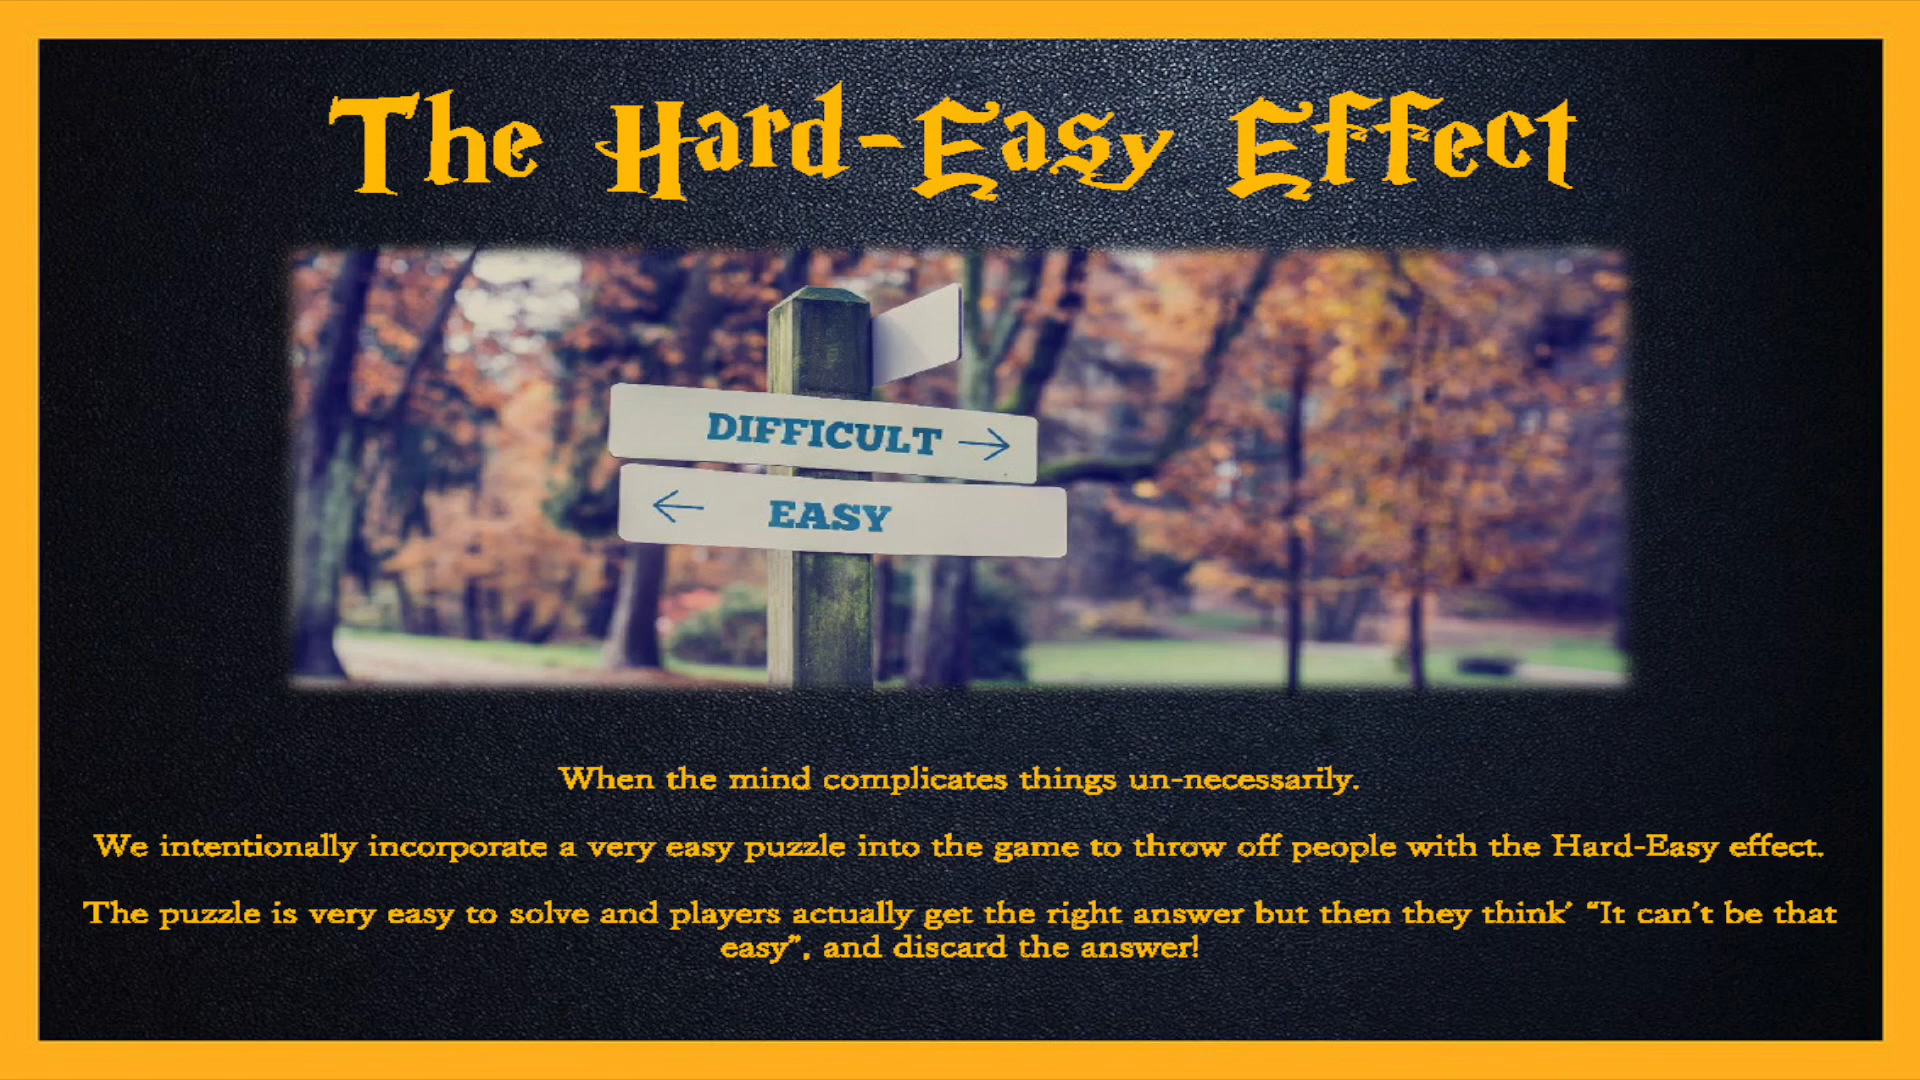 The Hard-Easy Effect
DIFFICULT →
← EASY
When the mind complicates things un-necessarily.
We intentionally incorporate a very easy puzzle into the game to throw off people with the Hard-Easy effect.
The puzzle is very easy to solve and players actually get the right answer but then they think’ “It can’t be that
easy”, and discard the answer!